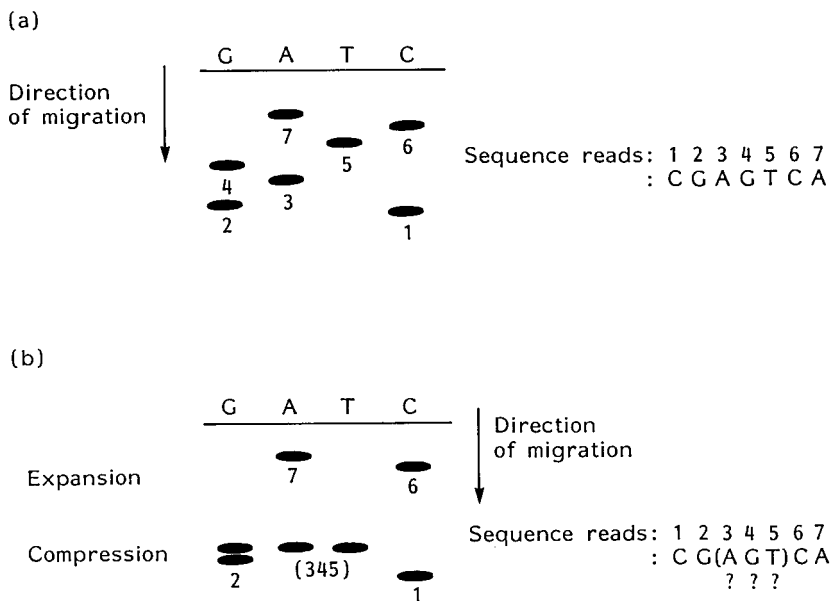 (a)
G A T C
Direction
of migration
7
6
5
4
3
2
1
Sequence reads: 1 2 3 4 5 6 7
: C G A G T C A
(b)
G A T C
Direction
of migration
Expansion
7
6
Compression
2
(345)
1
Sequence reads: 1 2 3 4 5 6 7
: C G(A G T)C A
? ? ?